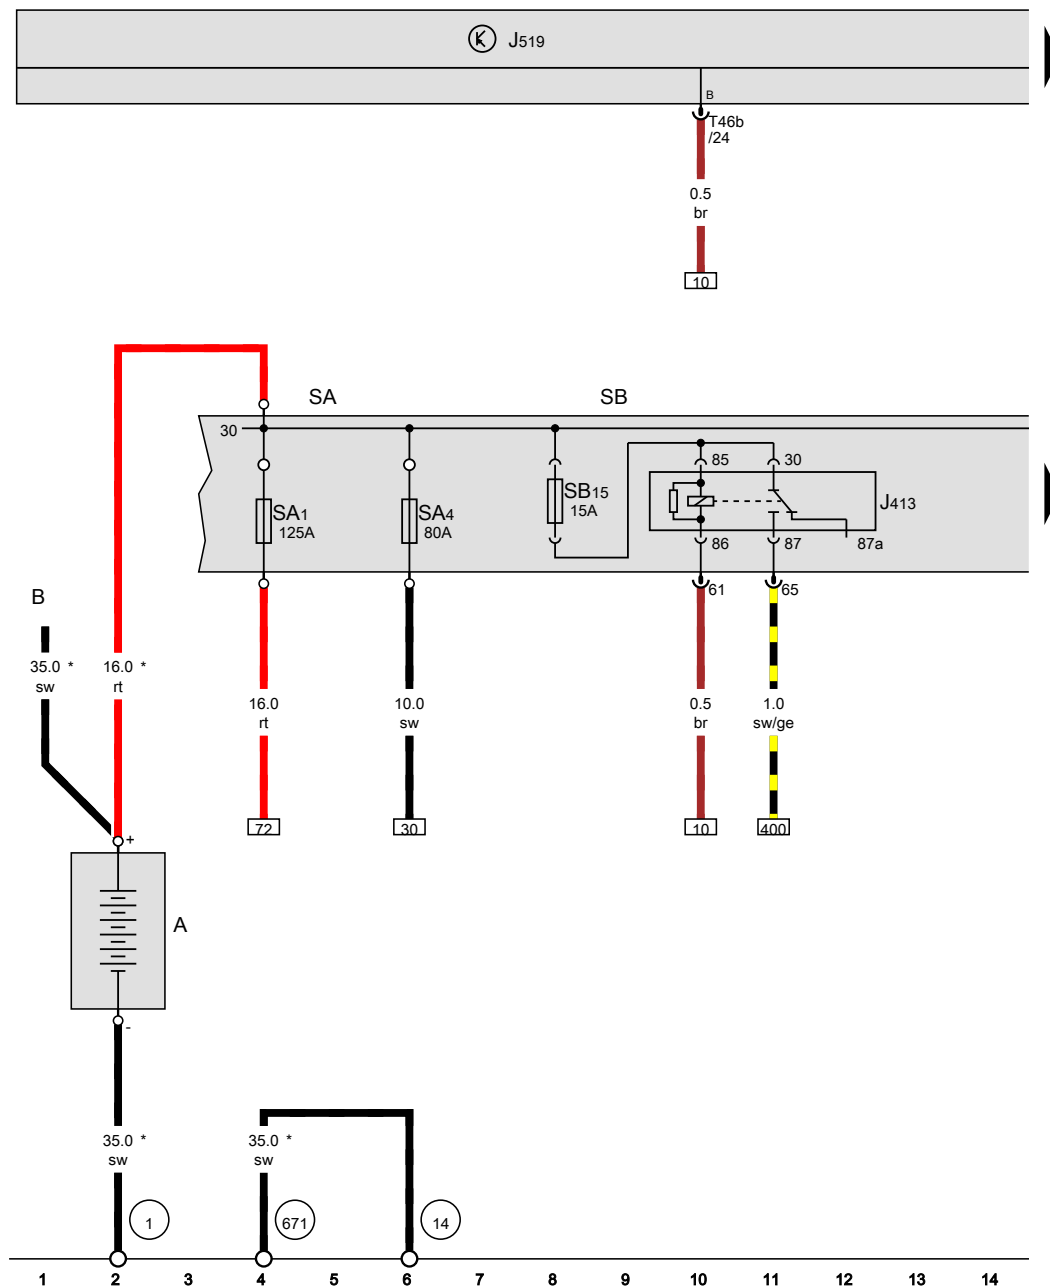 J519
B
T46b
/24
0.5
br
10
SA
SB
30
85
30
SA1
125A
SA4
80A
SB15
15A
J413
86
87
87a
61
65
B
35.0 *
sw
16.0 *
rt
16.0
rt
10.0
sw
0.5
br
1.0
sw/ge
72
30
10
400
+
A
-
35.0 *
sw
35.0 *
sw
1
671
14
1 2 3 4 5 6 7 8 9 10 11 12 13 14